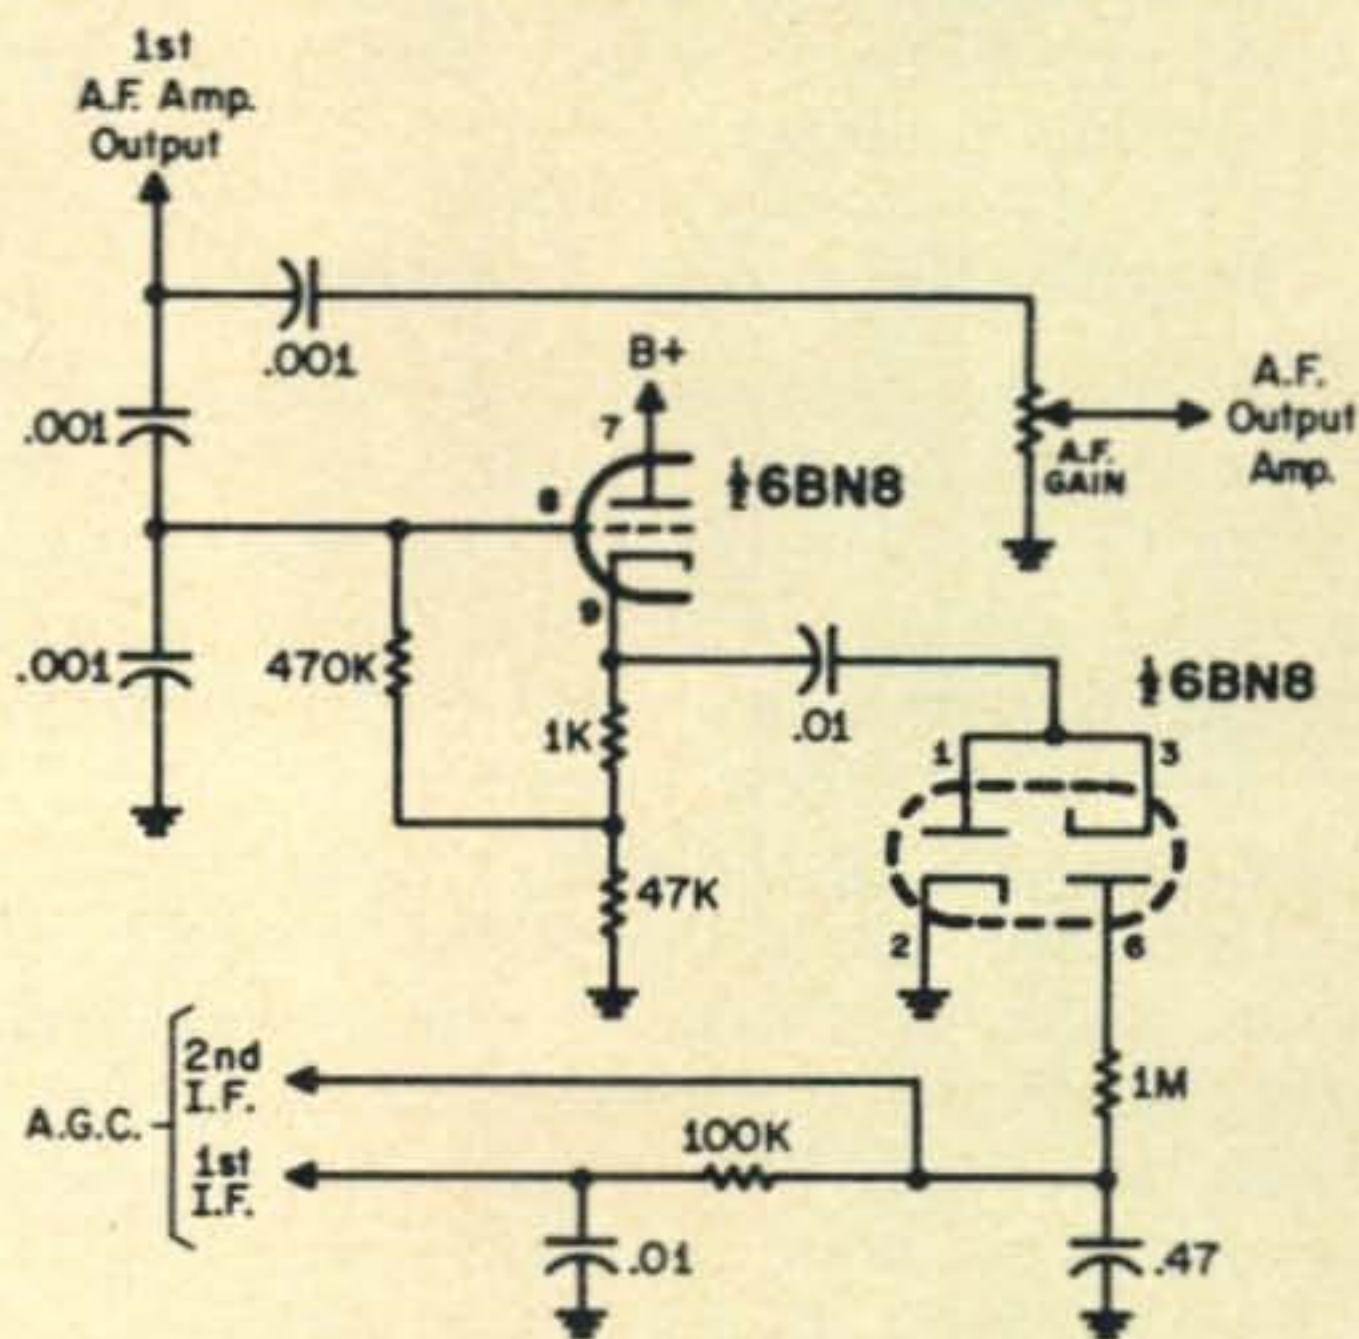 1st
A.F. Amp.
Output
.001
B+
.001
7
A.F.
Output
Amp.
A.F.
GAIN
8
½6BN8
9
.001
470K
½6BN8
1K
.01
1
3
47K
2
6
A.G.C.
2nd
I.F.
1M
100K
1st
I.F.
.01
.47